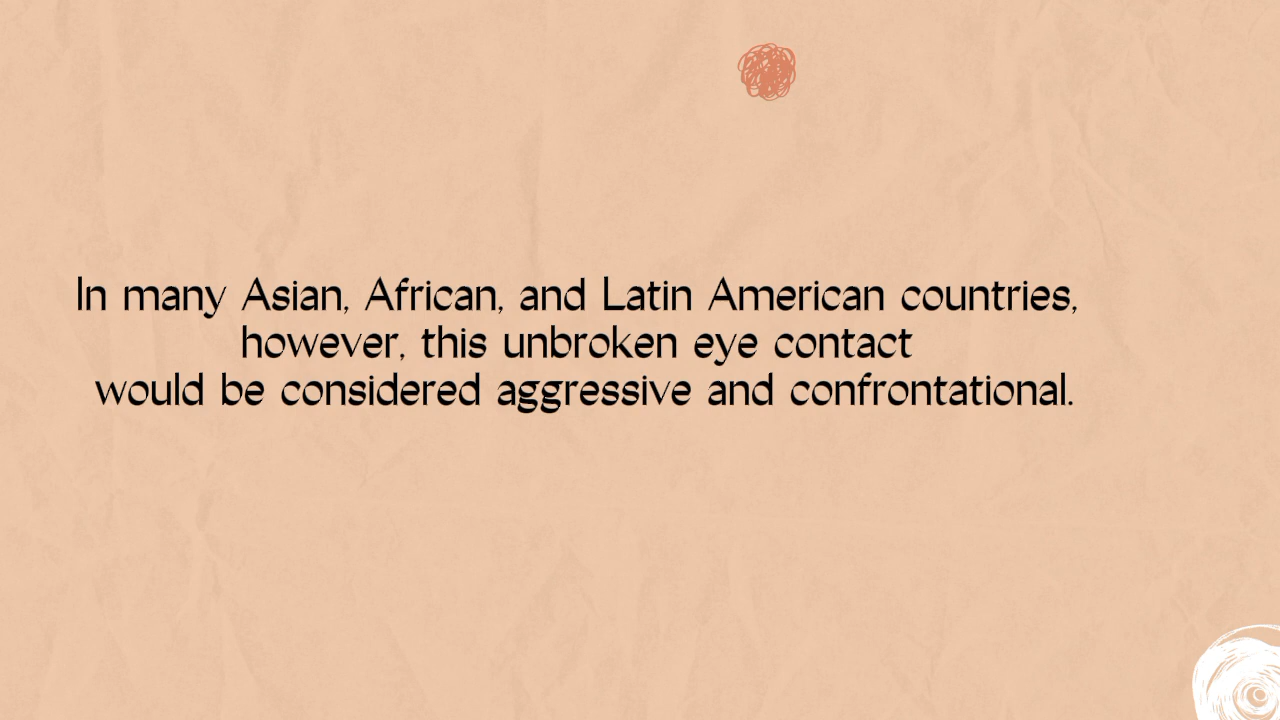 In many Asian, African, and Latin American countries,
however, this unbroken eye contact
would be considered aggressive and confrontational.